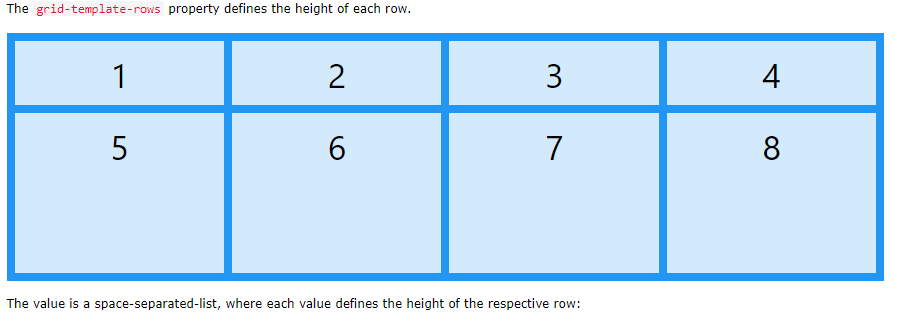 The grid-template-rows property defines the height of each row.
1 2 3 4
5 6 7 8
The value is a space-separated-list, where each value defines the height of the respective row: